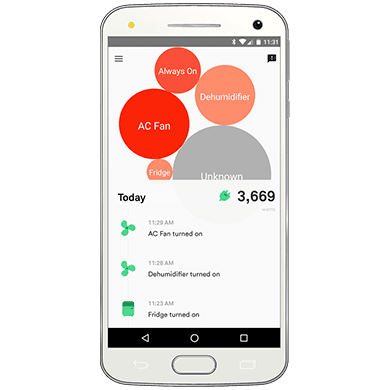 11:31
Always On
Dehumidifier
AC Fan
Fridge
Unknown
Today
3,669
watts
11:29 AM
AC Fan turned on
11:28 AM
Dehumidifier turned on
11:23 AM
Fridge turned on